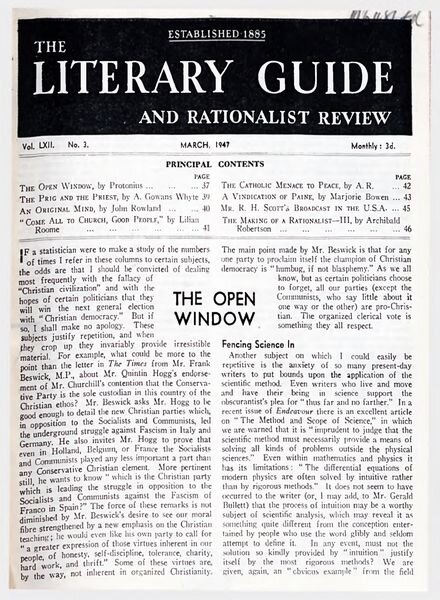 ESTABLISHED 1885
THE
LITERARY GUIDE
AND RATIONALIST REVIEW
Vol. LXII. No. 3. MARCH, 1947 Monthly: 3d.
PRINCIPAL CONTENTS
PAGE
THE OPEN WINDOW, by Protonius ... ... ... 37
THE PRIG AND THE PRIEST, by A. Gowans Whyte 39
AN ORIGINAL MIND, by John Rowland ... ... 40
"COME ALL TO CHURCH, GOOD PEOPLE," by Lilian
Roome ... ... ... ... ... ... 41
PAGE
THE CATHOLIC MENACE TO PEACE, by A. R. ... 42
A VINDICATION OF PAINE, by Marjorie Bowen ... 43
MR. R. H. SCOTT'S BROADCAST IN THE U.S.A. ... 45
THE MAKING OF A RATIONALIST—III, by Archibald
Robertson ... ... ... ... ... ... 46
THE OPEN
WINDOW
IF a statistician were to make a study of the numbers
of times I refer in these columns to certain subjects,
the odds are that I should be convicted of dealing
most frequently with the fallacy of
"Christian civilization" and with the
hopes of certain politicians that they
will win the next general election
with "Christian democracy." But if
so, I shall make no apology. These
subjects justify repetition, and when
they crop up they invariably provide irresistible
material. For example, what could be more to the
point than the letter in The Times from Mr. Frank
Beswick, M.P., about Mr. Quintin Hogg's endorse-
ment of Mr. Churchill's contention that the Conserva-
tive Party is the sole custodian in this country of the
Christian ethos? Mr. Beswick asks Mr. Hogg to be
good enough to detail the new Christian parties which,
in opposition to the Socialists and Communists, led
the underground struggle against Fascism in Italy and
Germany. He also invites Mr. Hogg to prove that
even in Holland, Belgium, or France the Socialists
and Communists played any less important a part than
any Conservative Christian element. More pertinent
still, he wants to know "which is the Christian party
which is leading the struggle in opposition to the
Socialists and Communists against the Fascism of
Franco in Spain?" The force of these remarks is not
diminished by Mr. Beswick's desire to see our moral
fibre strengthened by a new emphasis on the Christian
teaching; he would even like his own party to call for
"a greater expression of those virtues inherent in our
people, of honesty, self-discipline, tolerance, charity,
hard work, and thrift." Some of these virtues are,
by the way, not inherent in organized Christianity.
The main point made by Mr. Beswick is that for any
one party to proclaim itself the champion of Christian
democracy is "humbug, if not blasphemy." As we all
know, but as certain politicians choose
to forget, all our parties (except the
Communists, who say little about it
one way or the other) are pro-Chris-
tian. The organized clerical vote is
something they all respect.
Fencing Science In
Another subject on which I could easily be
repetitive is the anxiety of so many present-day
writers to put bounds upon the application of the
scientific method. Even writers who live and move
and have their being in science support the
obscurantist's plea for "thus far and no farther." In a
recent issue of Endeavour there is an excellent article
on "The Method and Scope of Science," in which
we are warned that it is "imprudent to judge that the
scientific method must necessarily provide a means of
solving all kinds of problems outside the physical
sciences." Even within mathematics and physics it
has its limitations: "The differential equations of
modern physics are often solved by intuitive rather
than by rigorous methods." It does not seem to have
occurred to the writer (or, I may add, to Mr. Gerald
Bullett) that the process of intuition may be a worthy
subject of scientific analysis, which may reveal it as
something quite different from the conception enter-
tained by people who use the word glibly and seldom
attempt to define it. In any event, must not the
solution so kindly provided by "intuition" justify
itself by the most rigorous methods? We are
given, again, an "obvious example" from the field